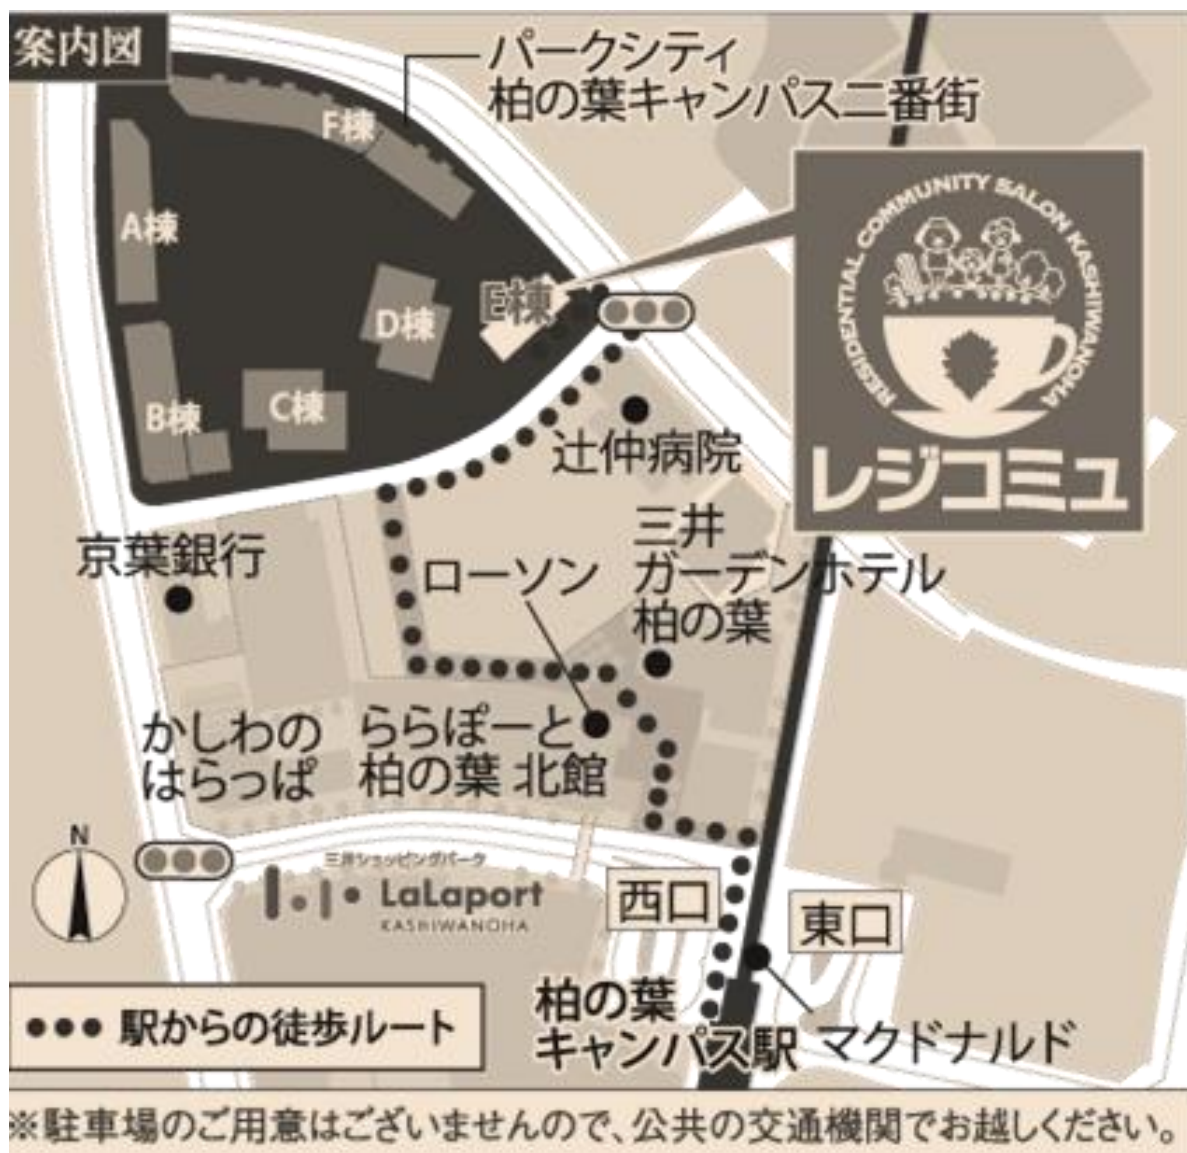 案内図
パークシティ
柏の葉キャンパス二番街
F棟
A棟
E棟
D棟
C棟
B棟
RESIDENTIAL COMMUNITY SALON KASHIWANOHA
レジコミュ
辻仲病院
京葉銀行
ローソン
三井
ガーデンホテル
柏の葉
かしわの
はらっぱ
ららぽーと
柏の葉 北館
N
三井ショッピングパーク
LaLaport
KASHIWANOHA
西口
東口
柏の葉
キャンパス駅
マクドナルド
駅からの徒歩ルート
※駐車場のご用意はございませんので、公共の交通機関でお越しください。